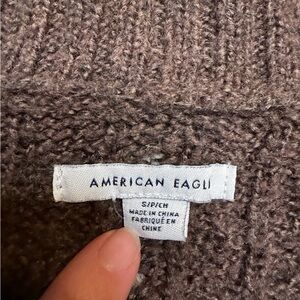 AMERICAN EAGL
S/P/CH
MADE IN CHINA
FABRIQUÉ EN
CHINE